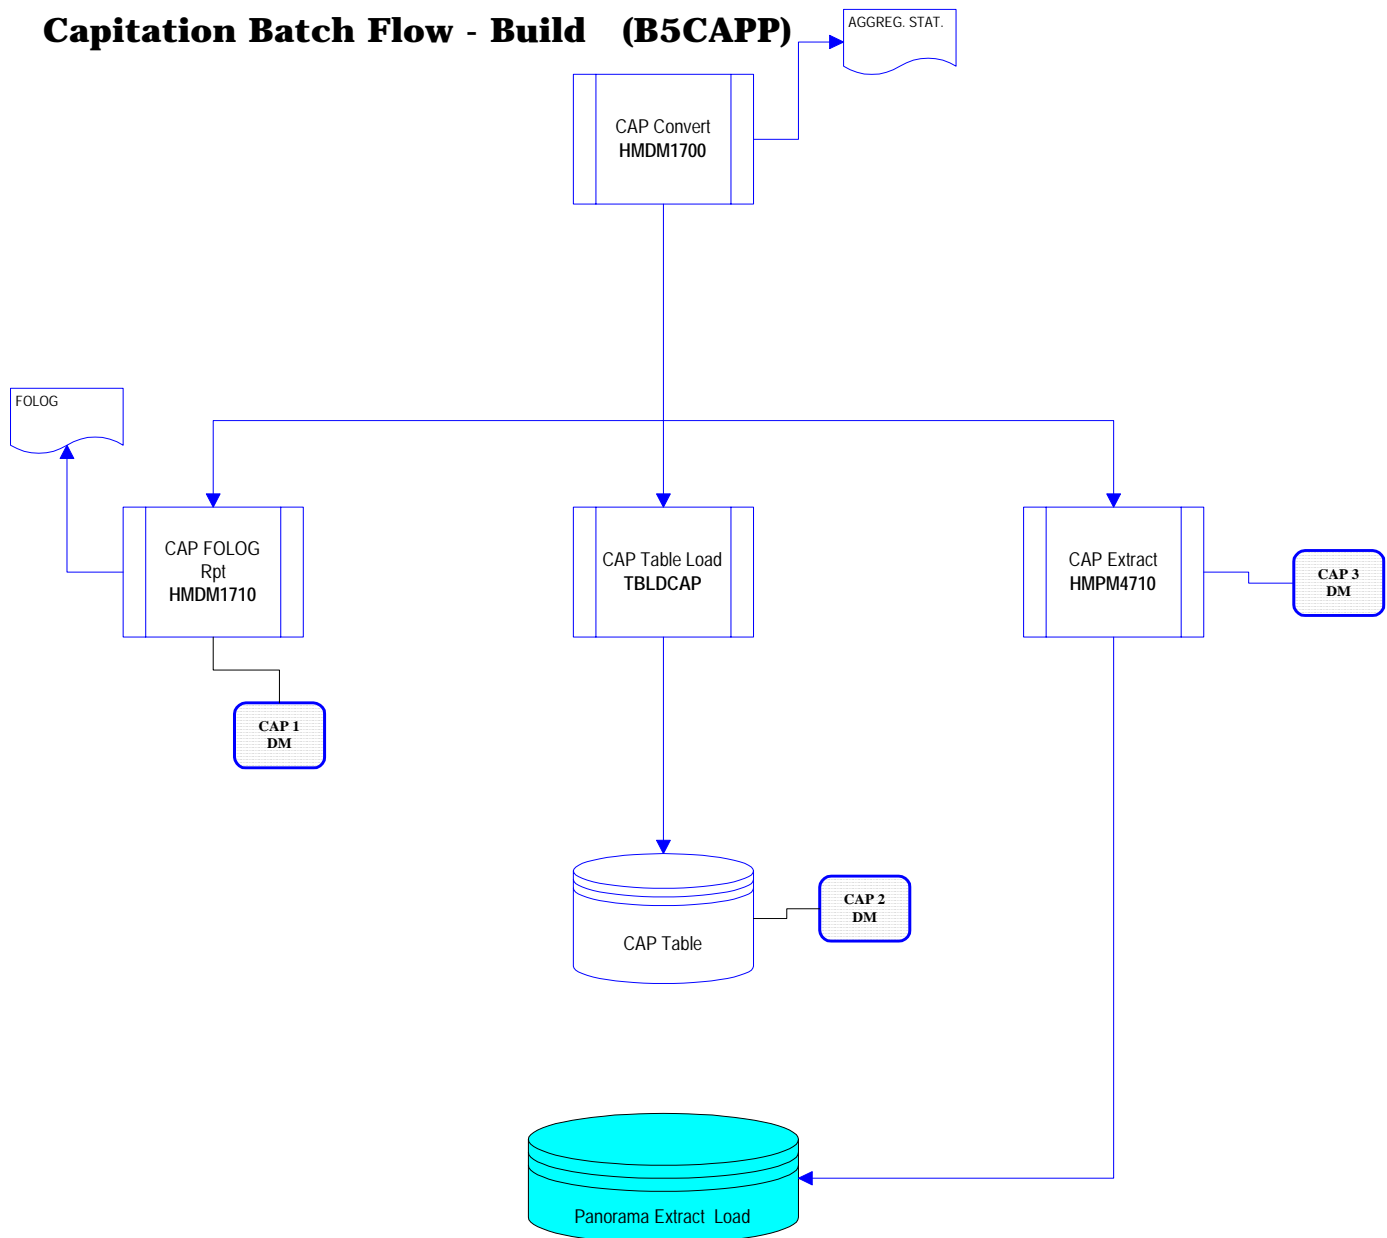 Capitation Batch Flow - Build (B5CAPP)
AGGREG. STAT.
CAP Convert
HMDM1700
FOLOG
CAP FOLOG
Rpt
HMDM1710
CAP Table Load
TBLDCAP
CAP Extract
HMPM4710
CAP 3
DM
CAP 1
DM
CAP 2
DM
CAP Table
Panorama Extract Load